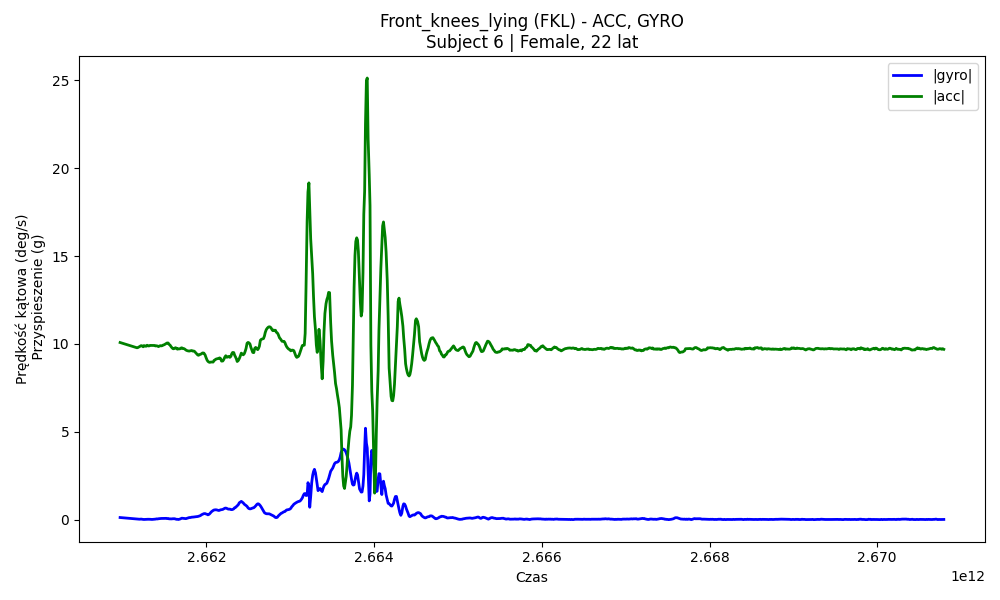 Front_knees_lying (FKL) - ACC, GYRO
Subject 6 | Female, 22 lat
|gyro|
|acc|
Prędkość kątowa (deg/s)
Przyspieszenie (g)
25
20
15
10
5
0
2.662
2.664
2.666
2.668
2.670
1e12
Czas